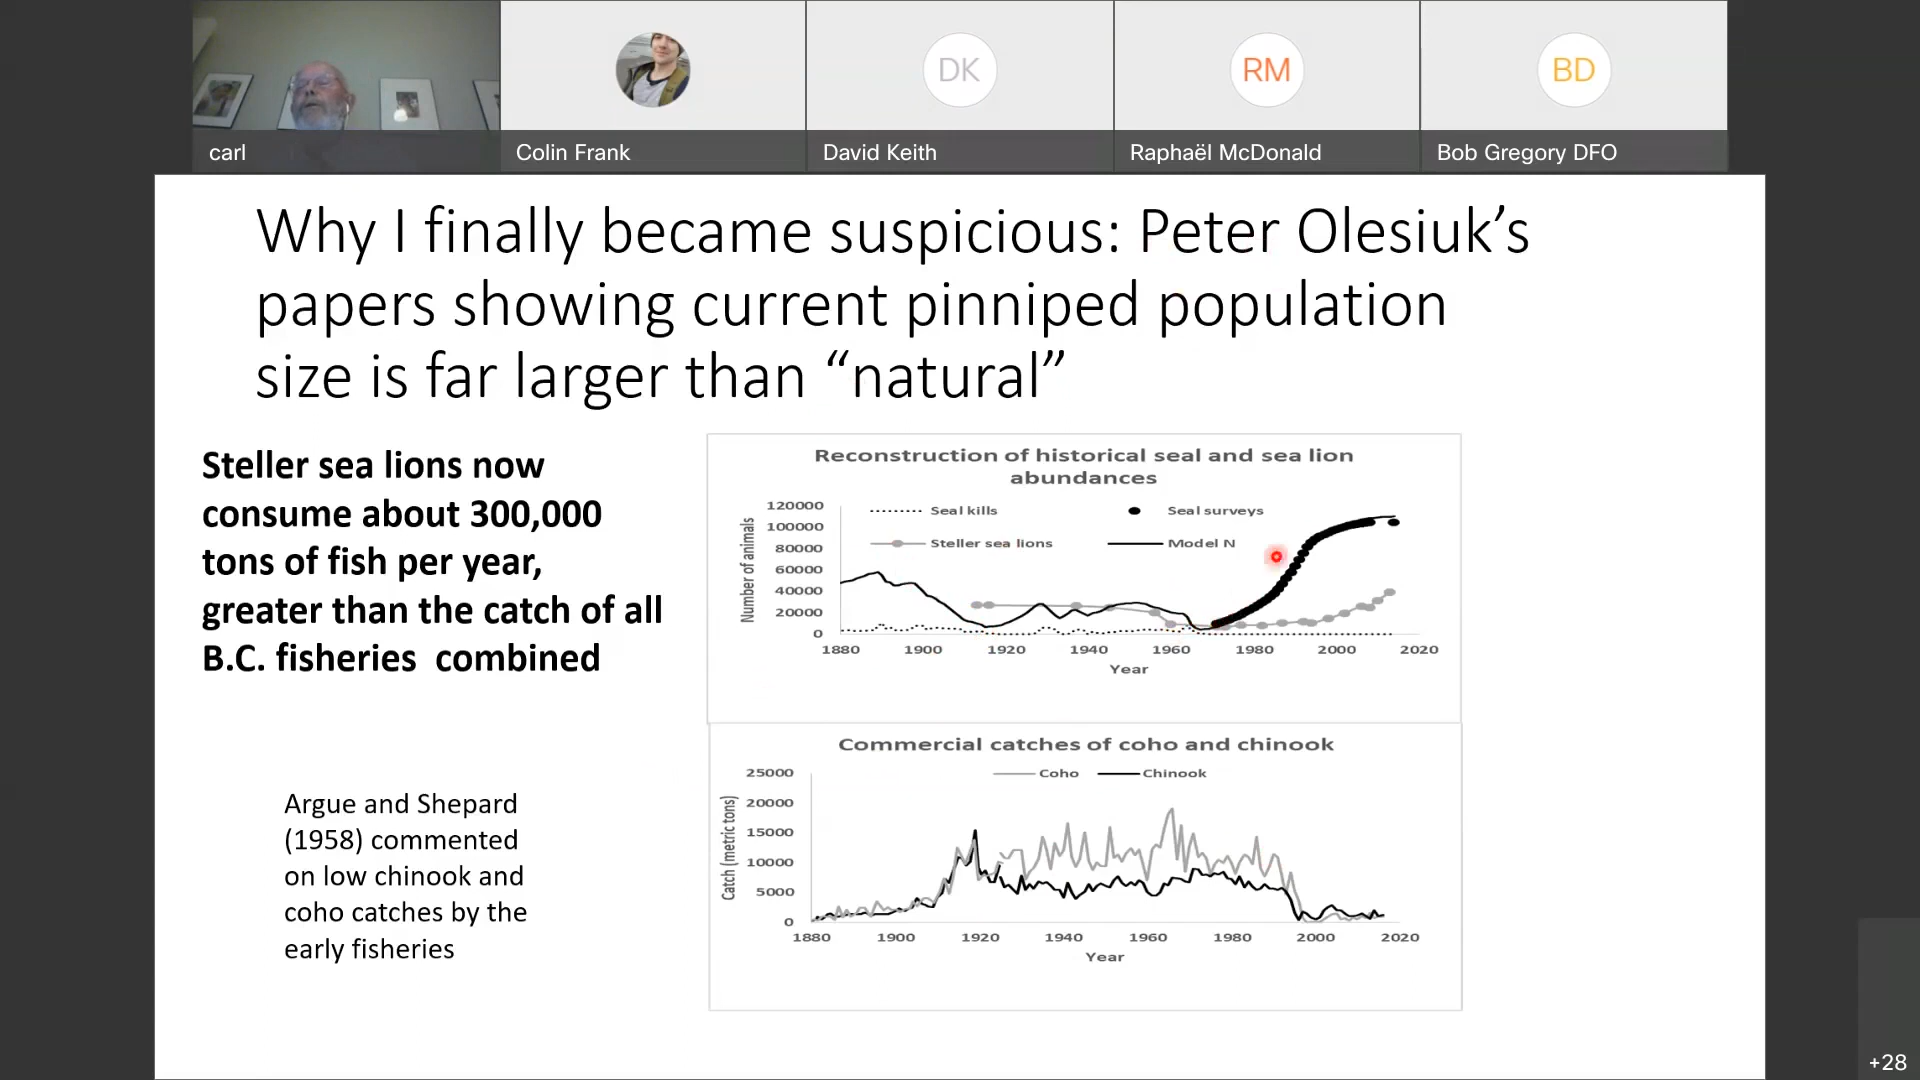 DK
RM
BD
carl
Colin Frank
David Keith
Raphaël McDonald
Bob Gregory DFO
Why I finally became suspicious: Peter Olesiuk’s
papers showing current pinniped population
size is far larger than “natural”
Steller sea lions now
consume about 300,000
tons of fish per year,
greater than the catch of all
B.C. fisheries combined
Argue and Shepard
(1958) commented
on low chinook and
coho catches by the
early fisheries
Reconstruction of historical seal and sea lion
abundances
Number of animals
120000
100000
80000
60000
40000
20000
0
Seal kills
Seal surveys
Steller sea lions
Model N
1880 1900 1920 1940 1960 1980 2000 2020
Year
Commercial catches of coho and chinook
Coho
Chinook
Catch (metric tons)
25000
20000
15000
10000
5000
0
1880 1900 1920 1940 1960 1980 2000 2020
Year
+28